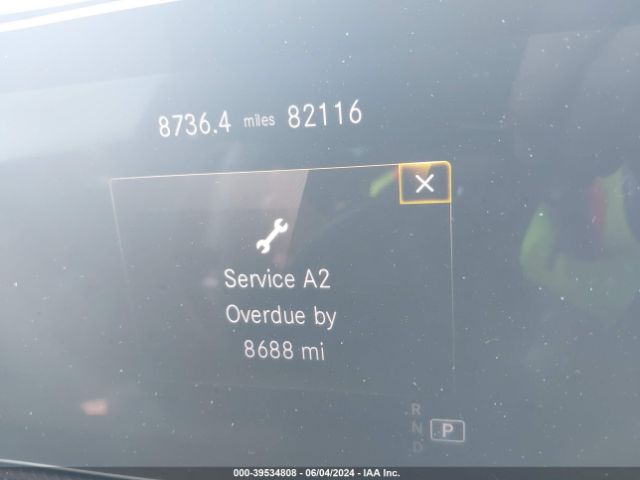 8736.4 miles 82116
Service A2
Overdue by
8688 mi
R
N
P
D
000-39534808 - 06/04/2024 - IAA Inc.